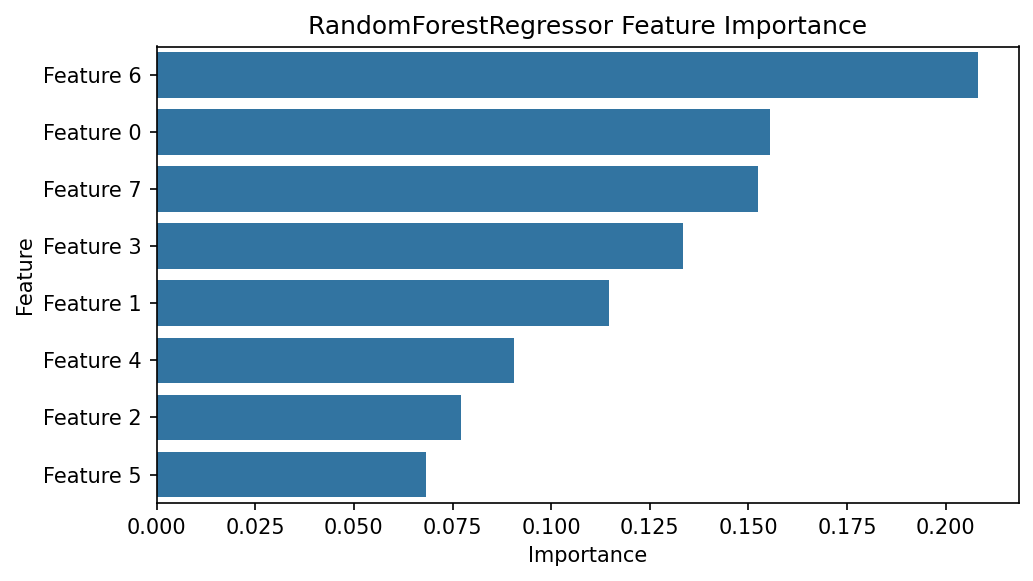 RandomForestRegressor Feature Importance
Feature 6
Feature 0
Feature 7
Feature 3
Feature 1
Feature 4
Feature 2
Feature 5
Feature
0.000 0.025 0.050 0.075 0.100 0.125 0.150 0.175 0.200
Importance